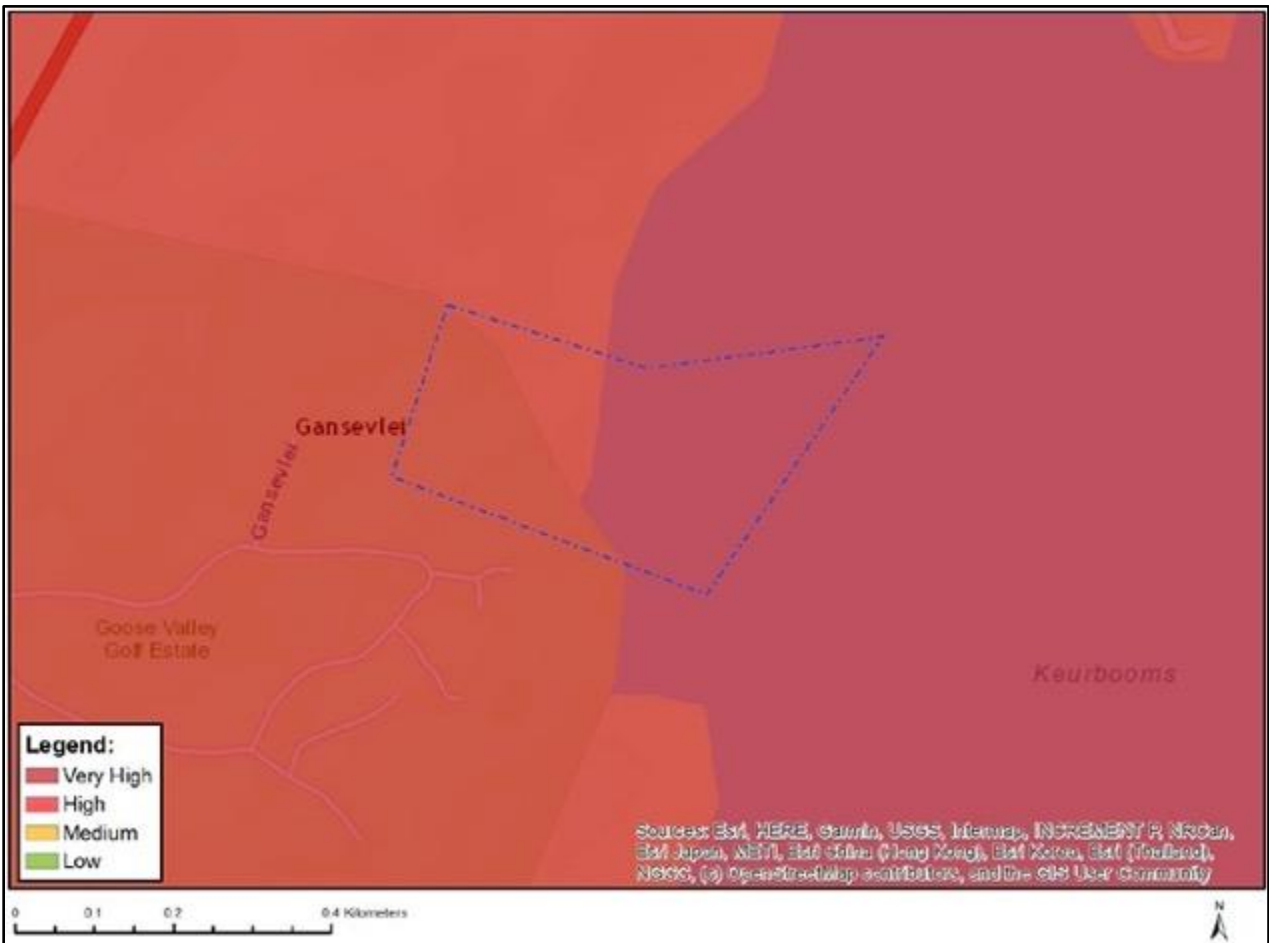 Gansevlei
Gansevlei
Goose Valley
Golf Estate
Keurbooms
Legend:
Very High
High
Medium
Low
Sources: Esri, HERE, Garmin, USGS, Intermap, INCREMENT P, NRCan,
Esri Japan, METI, Esri China (Hong Kong), Esri Korea, Esri (Thailand),
NGCC, (c) OpenStreetMap contributors, and the GIS User Community
0 0.1 0.2 0.4 Kilometers
N